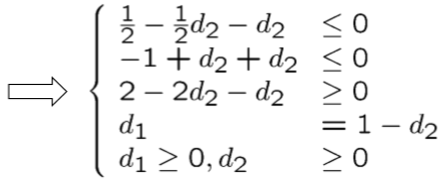 ⇒ { 1/2 − 1/2 d₂ − d₂ ≤ 0
−1 + d₂ + d₂ ≤ 0
2 − 2d₂ − d₂ ≥ 0
d₁ = 1 − d₂
d₁ ≥ 0, d₂ ≥ 0